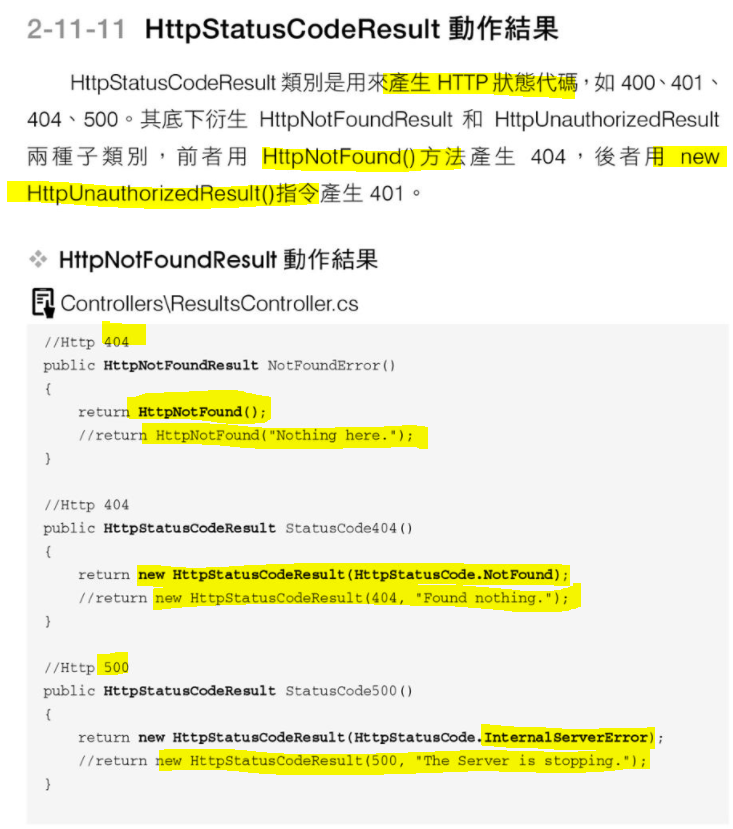 2-11-11 HttpStatusCodeResult 動作結果
HttpStatusCodeResult 類別是用來產生 HTTP 狀態代碼，如 400、401、
404、500。其底下衍生 HttpNotFoundResult 和 HttpUnauthorizedResult
兩種子類別，前者用 HttpNotFound()方法產生 404，後者用 new
HttpUnauthorizedResult()指令產生 401。
HttpNotFoundResult 動作結果
Controllers\ResultsController.cs
//Http 404
public HttpNotFoundResult NotFoundError()
{
return HttpNotFound();
//return HttpNotFound("Nothing here.");
}
//Http 404
public HttpStatusCodeResult StatusCode404()
{
return new HttpStatusCodeResult(HttpStatusCode.NotFound);
//return new HttpStatusCodeResult(404, "Found nothing.");
}
//Http 500
public HttpStatusCodeResult StatusCode500()
{
return new HttpStatusCodeResult(HttpStatusCode.InternalServerError);
//return new HttpStatusCodeResult(500, "The Server is stopping.");
}